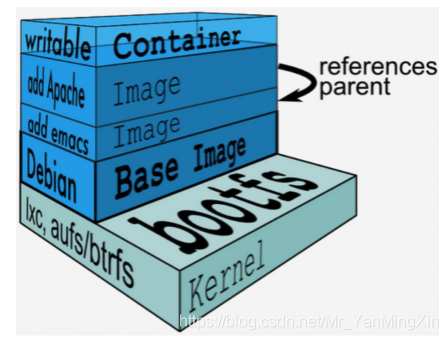 writable Container
add Apache Image
add emacs Image
Debian Base Image
references
parent
lxc, aufs/btrfs
bootfs
Kernel
https://blog.csdn.net/Mr_YanMingXin